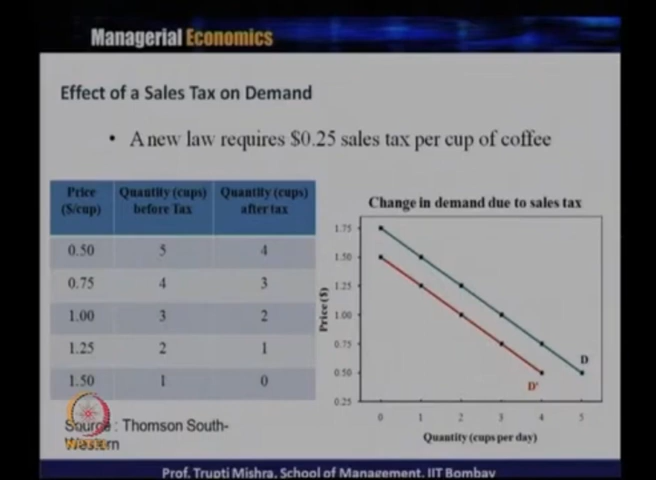 Managerial Economics
Effect of a Sales Tax on Demand
• A new law requires $0.25 sales tax per cup of coffee
Price ($/cup) Quantity (cups) before Tax Quantity (cups) after tax
0.50 5 4
0.75 4 3
1.00 3 2
1.25 2 1
1.50 1 0
Source: Thomson South-
Western
Change in demand due to sales tax
Price ($)
1.75
1.50
1.25
1.00
0.75
0.50
0.25
D
D'
0 1 2 3 4 5
Quantity (cups per day)
Prof. Trupti Mishra, School of Management, IIT Bombay